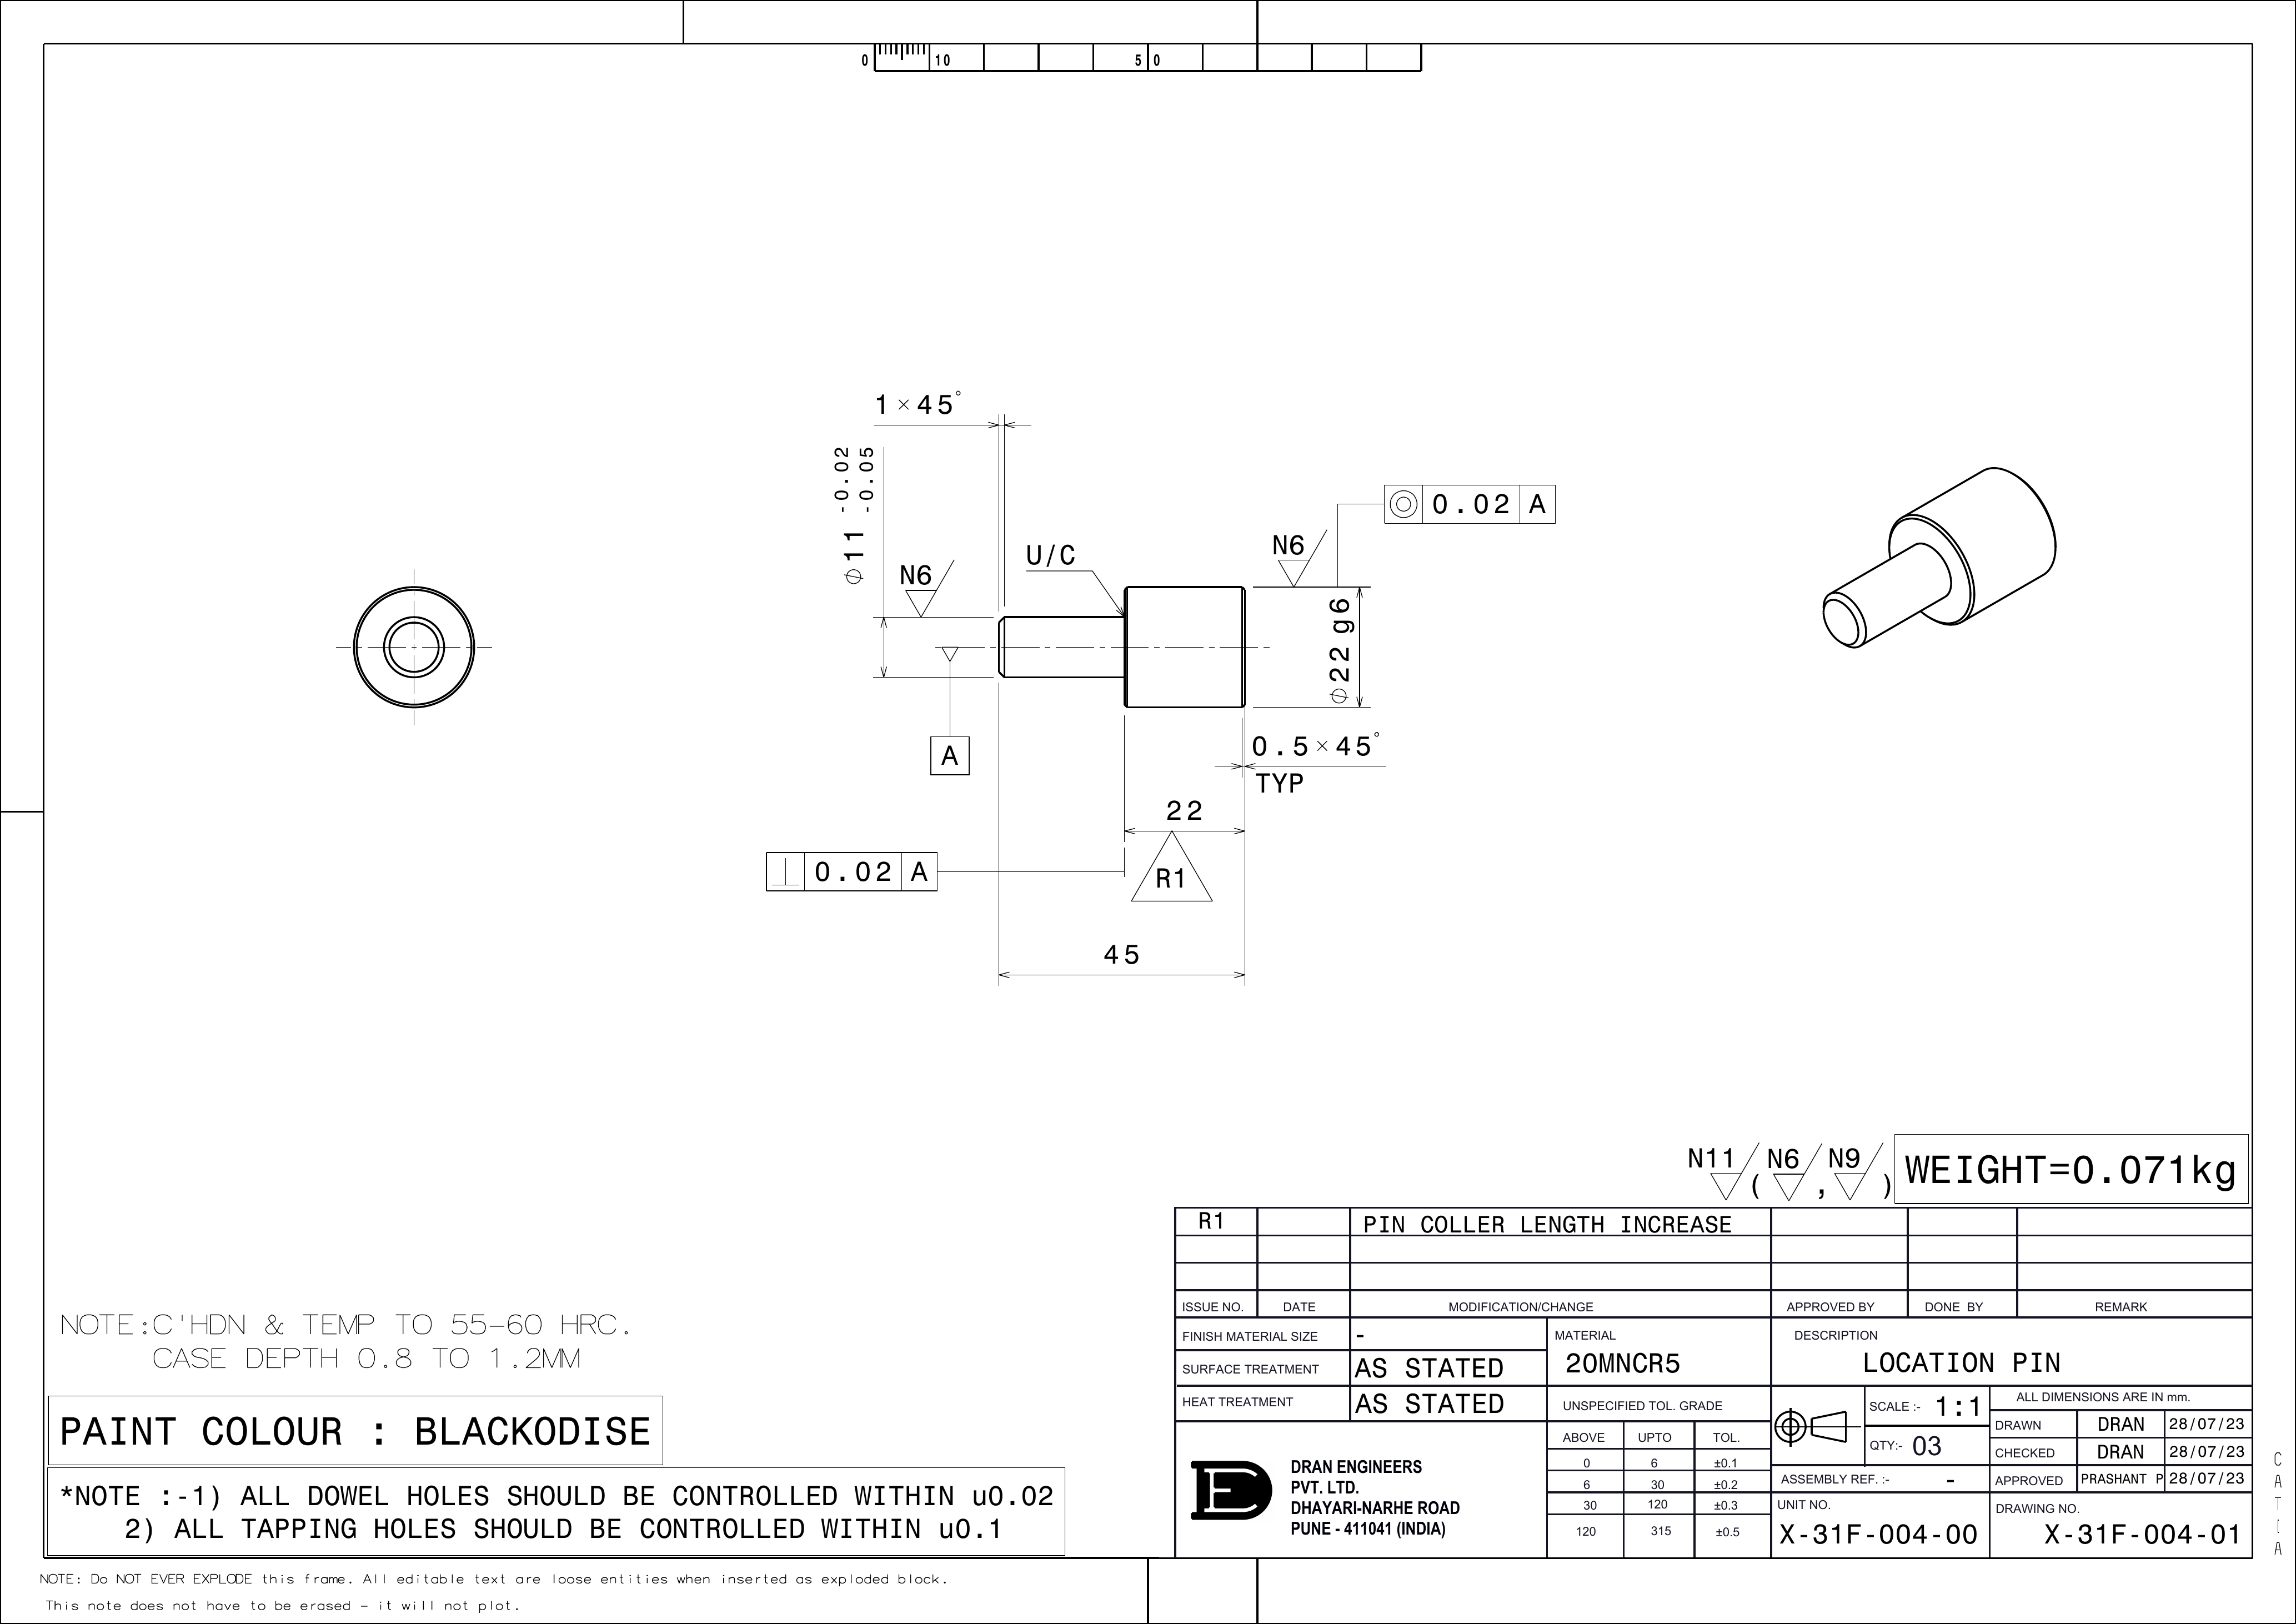 0 10 50
1×45°
Ø11 -0.02 -0.05
N6
U/C
N6
◎ 0.02 A
Ø22 g6
A
0.5×45°
TYP
22
⊥ 0.02 A
R1
45
N11 ( N6 , N9 )
WEIGHT=0.071kg
R1 PIN COLLER LENGTH INCREASE
ISSUE NO. DATE MODIFICATION/CHANGE APPROVED BY DONE BY REMARK
FINISH MATERIAL SIZE -
SURFACE TREATMENT AS STATED
HEAT TREATMENT AS STATED
MATERIAL
20MNCR5
DESCRIPTION
LOCATION PIN
UNSPECIFIED TOL. GRADE
ABOVE UPTO TOL.
0 6 ±0.1
6 30 ±0.2
30 120 ±0.3
120 315 ±0.5
SCALE :- 1:1
QTY:- 03
ALL DIMENSIONS ARE IN mm.
DRAWN DRAN 28/07/23
CHECKED DRAN 28/07/23
APPROVED PRASHANT P 28/07/23
ASSEMBLY REF. :- -
UNIT NO.
X-31F-004-00
DRAWING NO.
X-31F-004-01
DRAN ENGINEERS
PVT. LTD.
DHAYARI-NARHE ROAD
PUNE - 411041 (INDIA)
NOTE:C'HDN & TEMP TO 55-60 HRC.
CASE DEPTH 0.8 TO 1.2MM
PAINT COLOUR : BLACKODISE
*NOTE :-1) ALL DOWEL HOLES SHOULD BE CONTROLLED WITHIN u0.02
2) ALL TAPPING HOLES SHOULD BE CONTROLLED WITHIN u0.1
NOTE: Do NOT EVER EXPLODE this frame. All editable text are loose entities when inserted as exploded block.
This note does not have to be erased - it will not plot.
CATIA